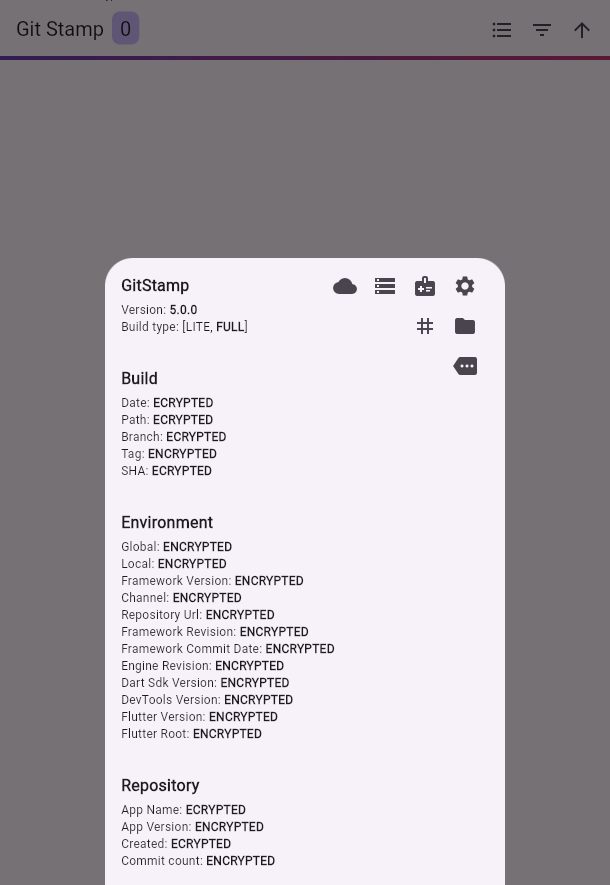 Git Stamp 0
GitStamp
Version: 5.0.0
Build type: [LITE, FULL]
Build
Date: ECRYPTED
Path: ECRYPTED
Branch: ECRYPTED
Tag: ENCRYPTED
SHA: ECRYPTED
Environment
Global: ENCRYPTED
Local: ENCRYPTED
Framework Version: ENCRYPTED
Channel: ENCRYPTED
Repository Url: ENCRYPTED
Framework Revision: ENCRYPTED
Framework Commit Date: ENCRYPTED
Engine Revision: ENCRYPTED
Dart Sdk Version: ENCRYPTED
DevTools Version: ENCRYPTED
Flutter Version: ENCRYPTED
Flutter Root: ENCRYPTED
Repository
App Name: ECRYPTED
App Version: ENCRYPTED
Created: ECRYPTED
Commit count: ENCRYPTED